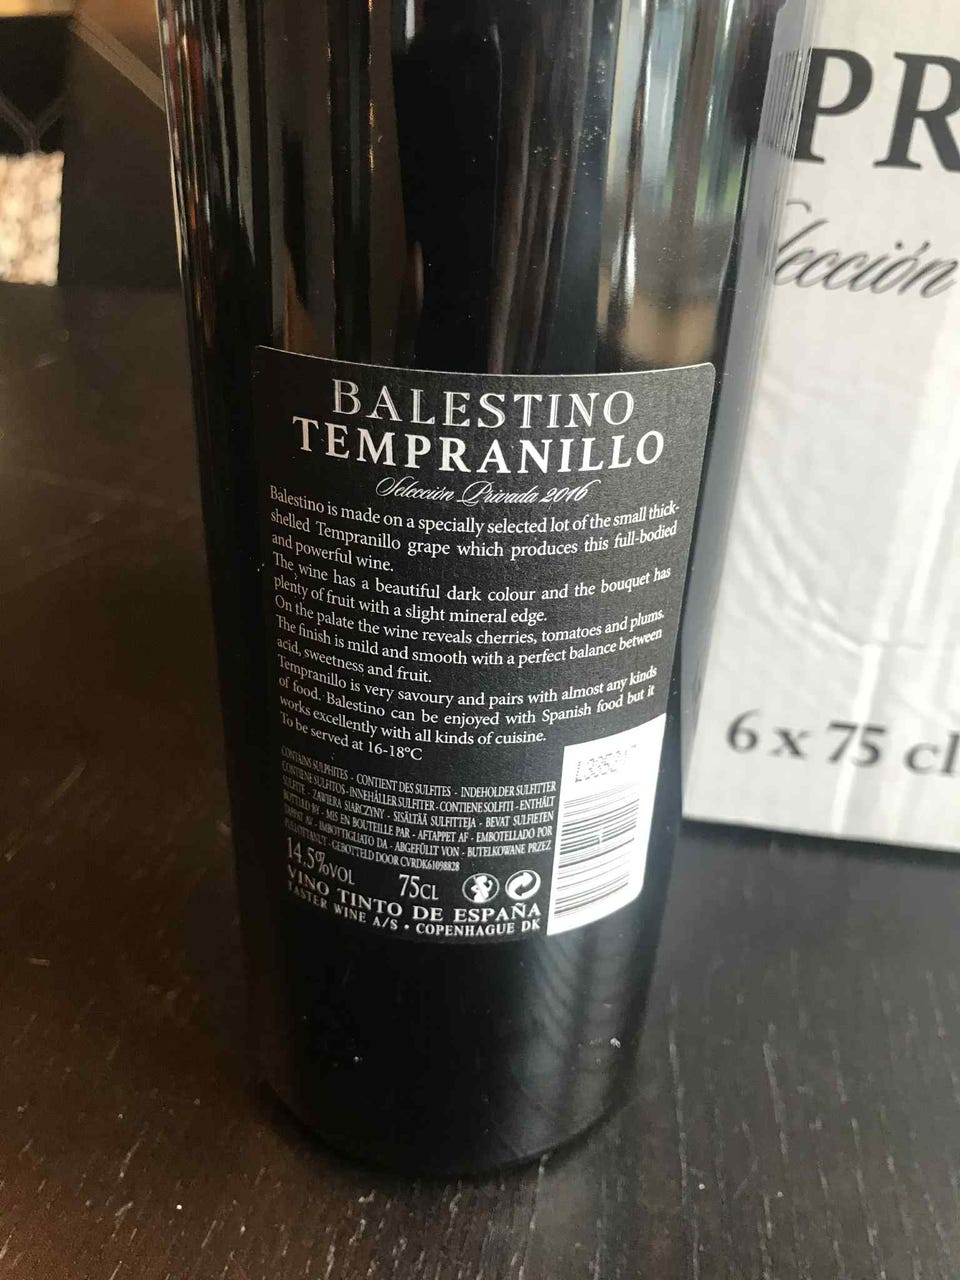 BALESTINO
TEMPRANILLO
Selección Privada 2016
Balestino is made on a specially selected lot of the small thick-
shelled Tempranillo grape which produces this full-bodied
and powerful wine.
The wine has a beautiful dark colour and the bouquet has
plenty of fruit with a slight mineral edge.
On the palate the wine reveals cherries, tomatoes and plums.
The finish is mild and smooth with a perfect balance between
acid, sweetness and fruit.
Tempranillo is very savoury and pairs with almost any kinds
of food. Balestino can be enjoyed with Spanish food but it
works excellently with all kinds of cuisine.
To be served at 16-18°C
CONTAINS SULPHITES - CONTIENT DES SULFITES - INDEHOLDER SULFITTER
CONTIENE SULFITOS - INNEHÅLLER SULFITER - CONTIENE SOLFITI - ENTHÄLT
SULFITE - ZAWIERA SIARCZYNY - SISÄLTÄÄ SULFIITTEJA - BEVAT SULFIETEN
BOTTLED BY - MIS EN BOUTEILLE PAR - AFTAPPET AF - EMBOTELLADO POR
TAPPAT AV - IMBOTTIGLIATO DA - ABGEFÜLLT VON - BUTELKOWANE PRZEZ
PULLOTTANUT - GEBOTTELD DOOR CVRDK61098828
14.5%VOL 75CL
VINO TINTO DE ESPAÑA
TASTER WINE A/S • COPENHAGUE DK
PR
lección
6 x 75 cl